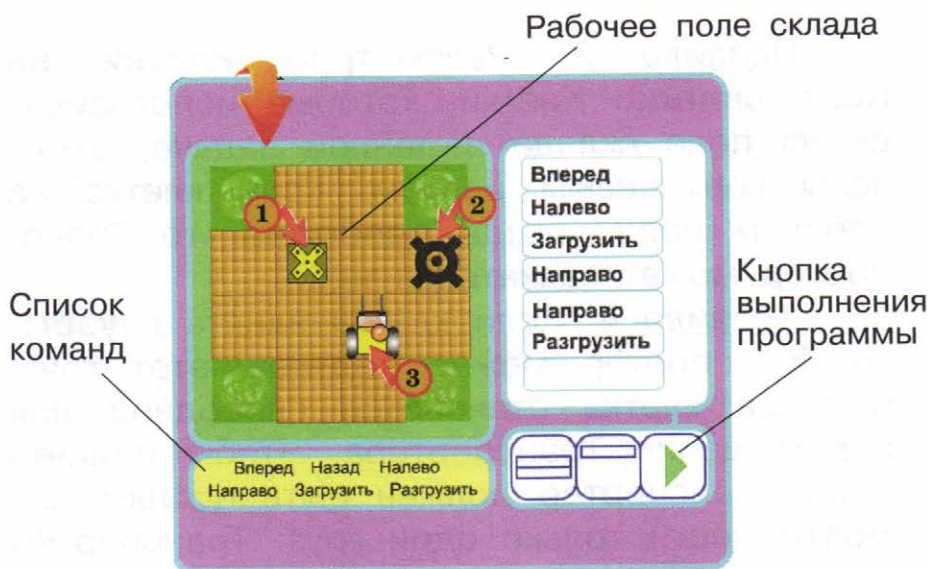 Рабочее поле склада
1
2
3
Вперед
Налево
Загрузить
Направо
Направо
Разгрузить
Список
команд
Кнопка
выполнения
программы
Вперед Назад Налево
Направо Загрузить Разгрузить